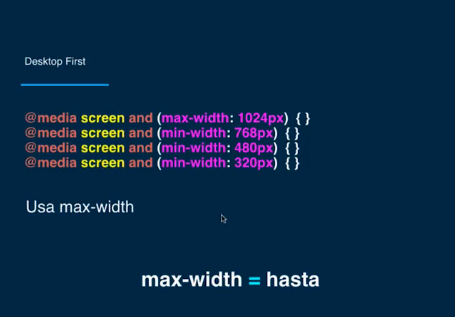 Desktop First
@media screen and (max-width: 1024px) { }
@media screen and (min-width: 768px) { }
@media screen and (min-width: 480px) { }
@media screen and (min-width: 320px) { }
Usa max-width
max-width = hasta